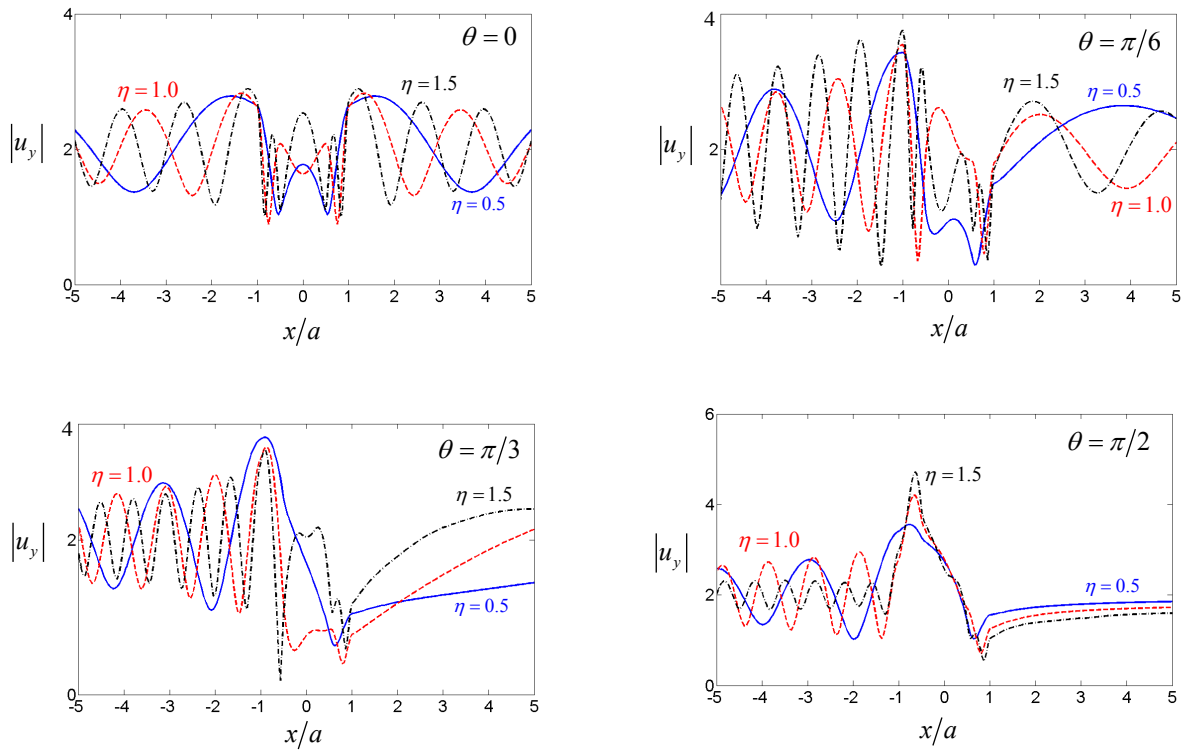 4
θ = 0
η = 1.0
η = 1.5
|u_y|
2
η = 0.5
0
-5 -4 -3 -2 -1 0 1 2 3 4 5
x/a
4
θ = π/6
η = 1.5
η = 0.5
|u_y|
2
η = 1.0
0
-5 -4 -3 -2 -1 0 1 2 3 4 5
x/a
4
θ = π/3
η = 1.0
η = 1.5
|u_y|
2
η = 0.5
0
-5 -4 -3 -2 -1 0 1 2 3 4 5
x/a
6
θ = π/2
η = 1.5
4
η = 1.0
|u_y|
2
η = 0.5
0
-5 -4 -3 -2 -1 0 1 2 3 4 5
x/a